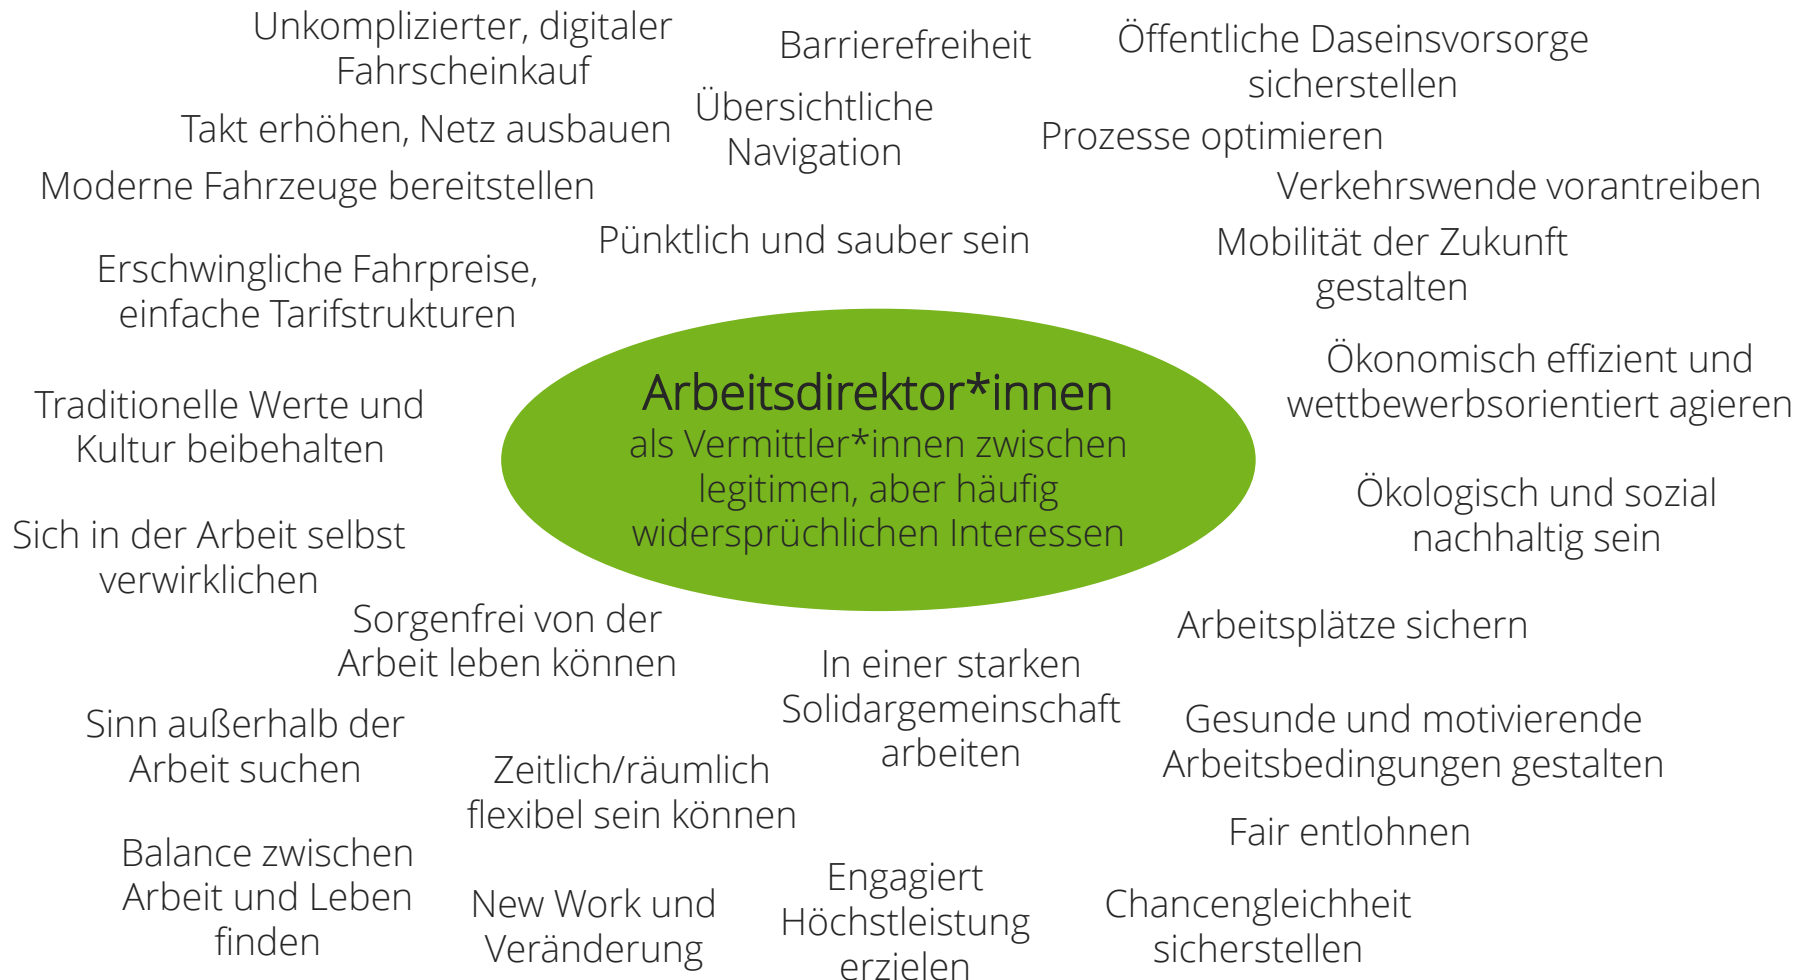 Unkomplizierter, digitaler
Fahrscheinkauf
Barrierefreiheit
Öffentliche Daseinsvorsorge
sicherstellen
Takt erhöhen, Netz ausbauen
Übersichtliche
Navigation
Prozesse optimieren
Moderne Fahrzeuge bereitstellen
Verkehrswende vorantreiben
Pünktlich und sauber sein
Mobilität der Zukunft
gestalten
Erschwingliche Fahrpreise,
einfache Tarifstrukturen
Ökonomisch effizient und
wettbewerbsorientiert agieren
Arbeitsdirektor*innen
als Vermittler*innen zwischen
legitimen, aber häufig
widersprüchlichen Interessen
Traditionelle Werte und
Kultur beibehalten
Ökologisch und sozial
nachhaltig sein
Sich in der Arbeit selbst
verwirklichen
Sorgenfrei von der
Arbeit leben können
Arbeitsplätze sichern
In einer starken
Solidargemeinschaft
arbeiten
Sinn außerhalb der
Arbeit suchen
Gesunde und motivierende
Arbeitsbedingungen gestalten
Zeitlich/räumlich
flexibel sein können
Fair entlohnen
Balance zwischen
Arbeit und Leben
finden
New Work und
Veränderung
Engagiert
Höchstleistung
erzielen
Chancengleichheit
sicherstellen